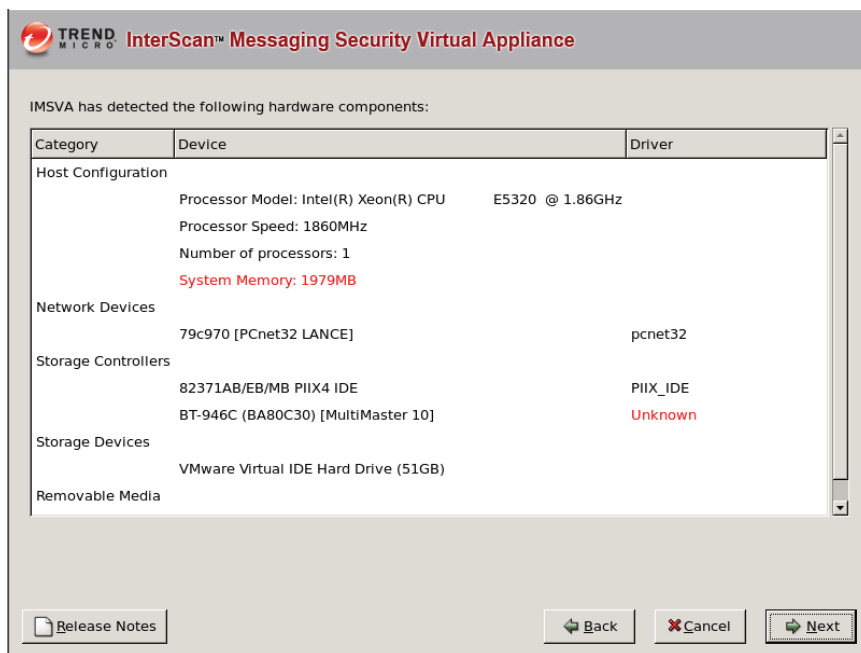 TREND MICRO InterScan™ Messaging Security Virtual Appliance
IMSVA has detected the following hardware components:
Category Device Driver
Host Configuration
Processor Model: Intel(R) Xeon(R) CPU E5320 @ 1.86GHz
Processor Speed: 1860MHz
Number of processors: 1
System Memory: 1979MB
Network Devices
79c970 [PCnet32 LANCE] pcnet32
Storage Controllers
82371AB/EB/MB PIIX4 IDE PIIX_IDE
BT-946C (BA80C30) [MultiMaster 10] Unknown
Storage Devices
VMware Virtual IDE Hard Drive (51GB)
Removable Media
Release Notes Back Cancel Next